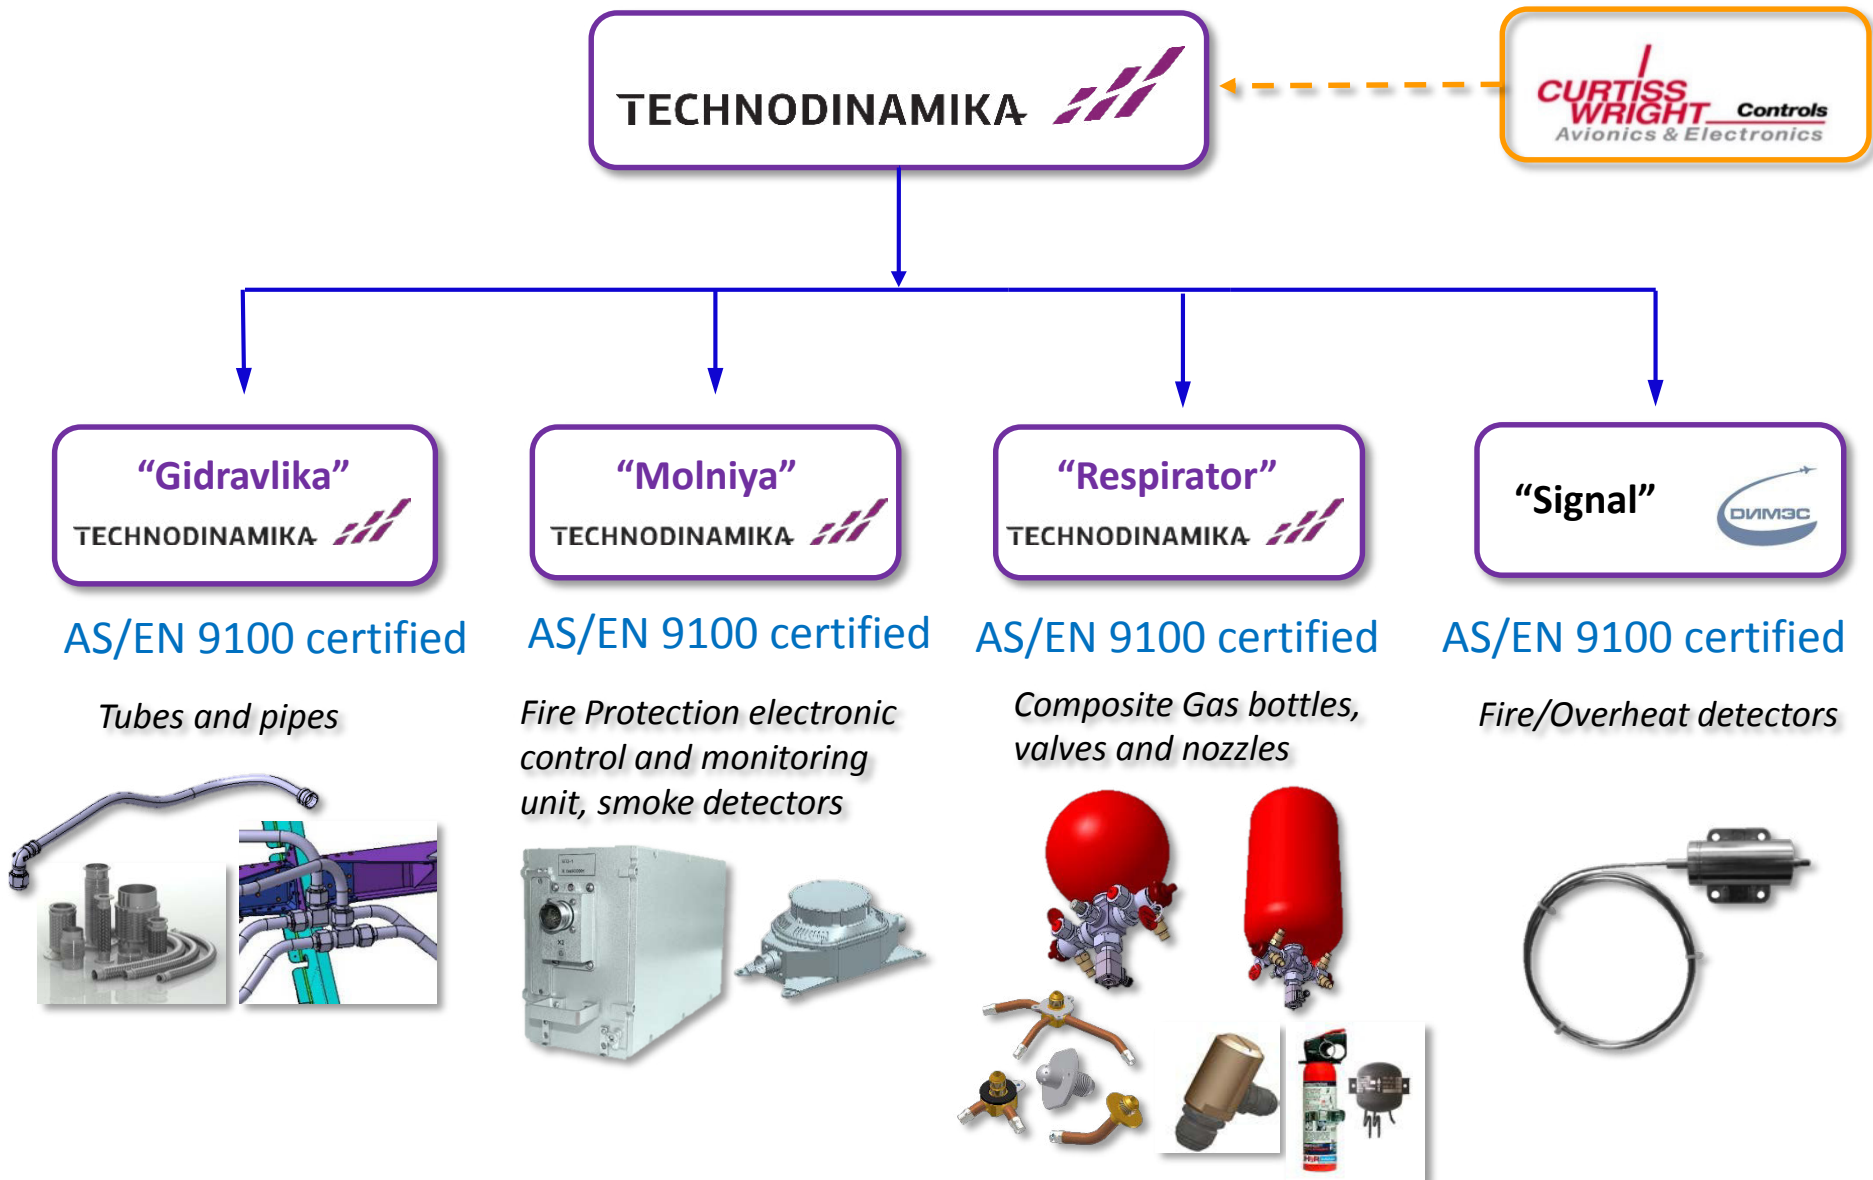 TECHNODINAMIKA
CURTISS
WRIGHT Controls
Avionics & Electronics
“Gidravlika”
TECHNODINAMIKA
“Molniya”
TECHNODINAMIKA
“Respirator”
TECHNODINAMIKA
“Signal”
ДИМЭС
AS/EN 9100 certified
AS/EN 9100 certified
AS/EN 9100 certified
AS/EN 9100 certified
Tubes and pipes
Fire Protection electronic
control and monitoring
unit, smoke detectors
Composite Gas bottles,
valves and nozzles
Fire/Overheat detectors
X2